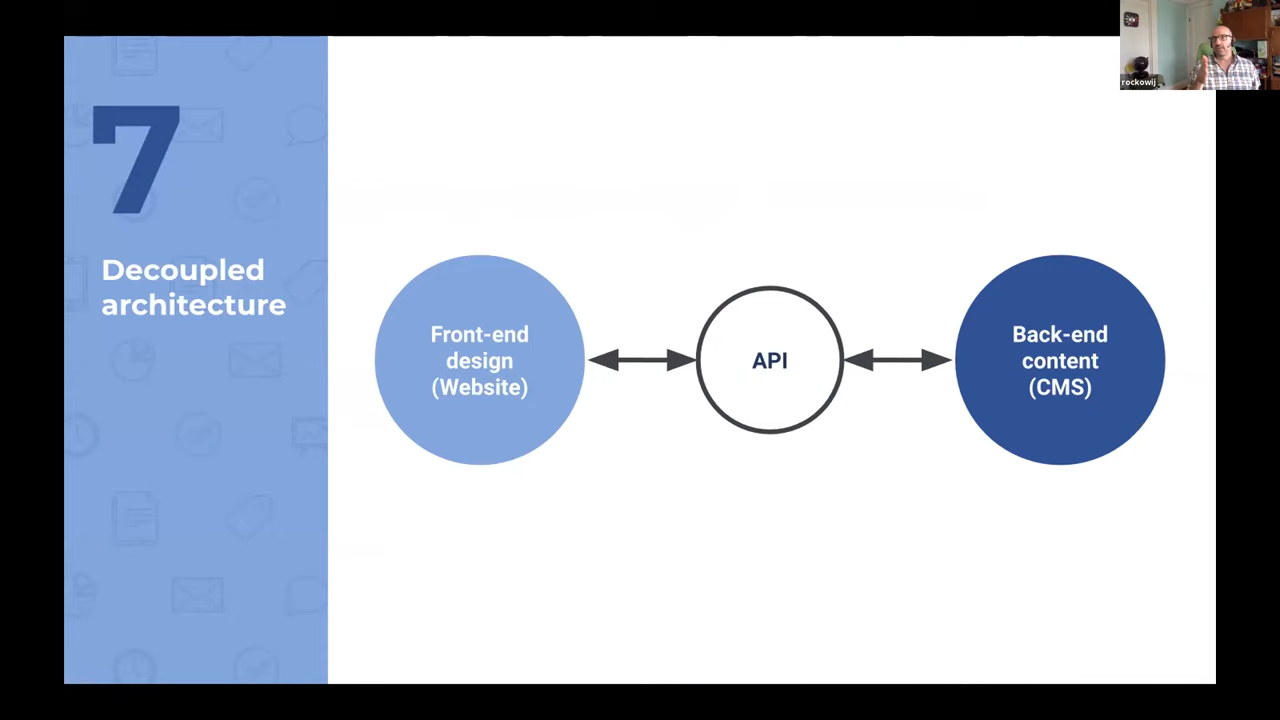 7
Decoupled
architecture
Front-end
design
(Website)
API
Back-end
content
(CMS)
rockowij